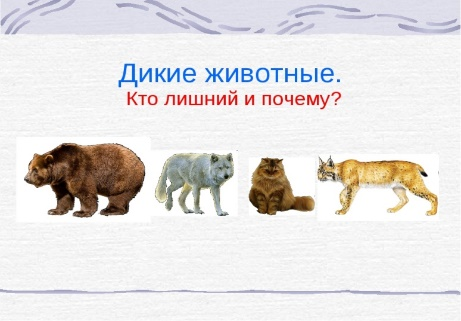 Дикие животные.
Кто лишний и почему?